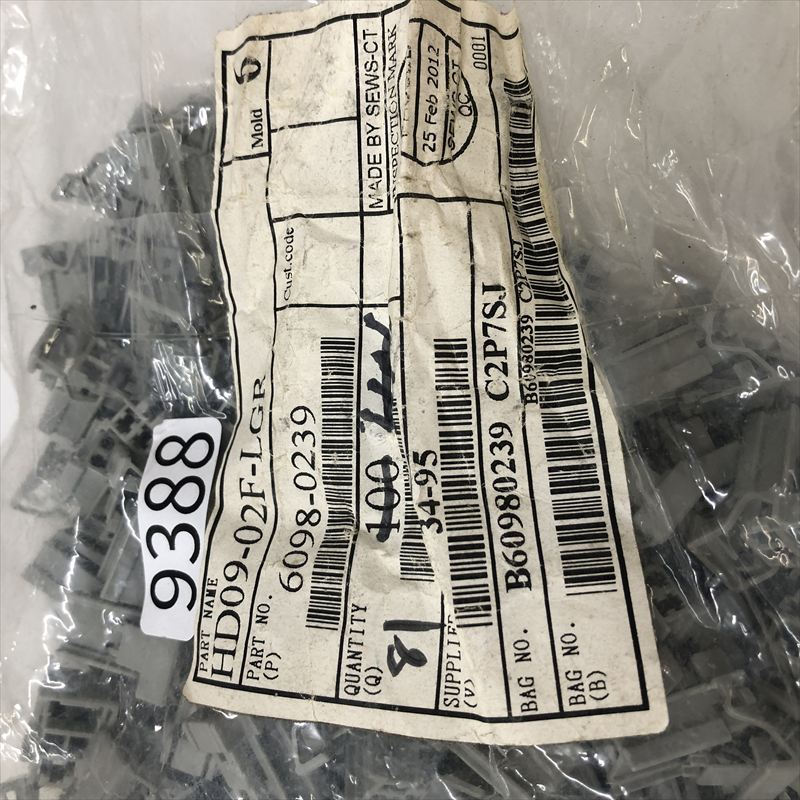 PART NAME
HD09-02F-LGR
Mold
6
PART NO.
(P)
6098-0239
Cust.code
QUANTITY
(Q)
100
81
MADE BY SEWS-CT
INSPECTION MARK
25 Feb 2012
SEWS-CT
QC
0001
34-95
BAG NO.
B60980239 C2P7SJ
B60980239 C2P7SJ
BAG NO.
(B)
9388